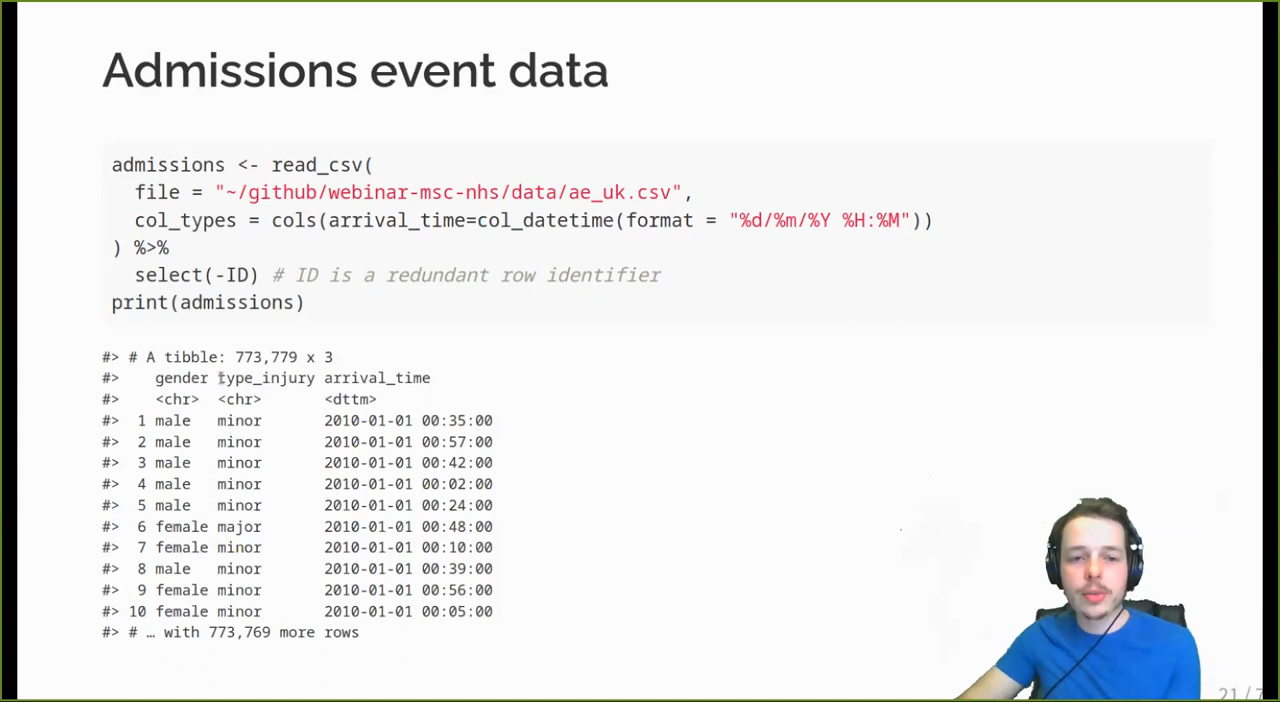 Admissions event data
admissions <- read_csv(
  file = "~/github/webinar-msc-nhs/data/ae_uk.csv",
  col_types = cols(arrival_time=col_datetime(format = "%d/%m/%Y %H:%M"))
) %>%
  select(-ID) # ID is a redundant row identifier
print(admissions)
#> # A tibble: 773,779 x 3
#>    gender type_injury arrival_time
#>    <chr>  <chr>       <dttm>
#>  1 male   minor       2010-01-01 00:35:00
#>  2 male   minor       2010-01-01 00:57:00
#>  3 male   minor       2010-01-01 00:42:00
#>  4 male   minor       2010-01-01 00:02:00
#>  5 male   minor       2010-01-01 00:24:00
#>  6 female major       2010-01-01 00:48:00
#>  7 female minor       2010-01-01 00:10:00
#>  8 male   minor       2010-01-01 00:39:00
#>  9 female minor       2010-01-01 00:56:00
#> 10 female minor       2010-01-01 00:05:00
#> # … with 773,769 more rows
21 /